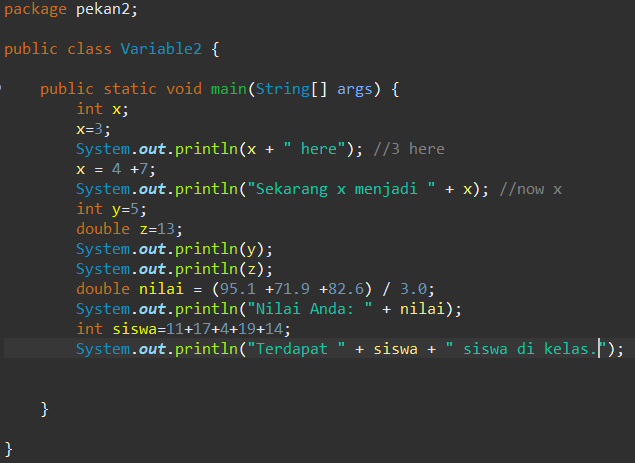 package pekan2;
public class Variable2 {
public static void main(String[] args) {
int x;
x=3;
System.out.println(x + " here"); //3 here
x = 4 +7;
System.out.println("Sekarang x menjadi " + x); //now x
int y=5;
double z=13;
System.out.println(y);
System.out.println(z);
double nilai = (95.1 +71.9 +82.6) / 3.0;
System.out.println("Nilai Anda: " + nilai);
int siswa=11+17+4+19+14;
System.out.println("Terdapat " + siswa + " siswa di kelas.");
}
}